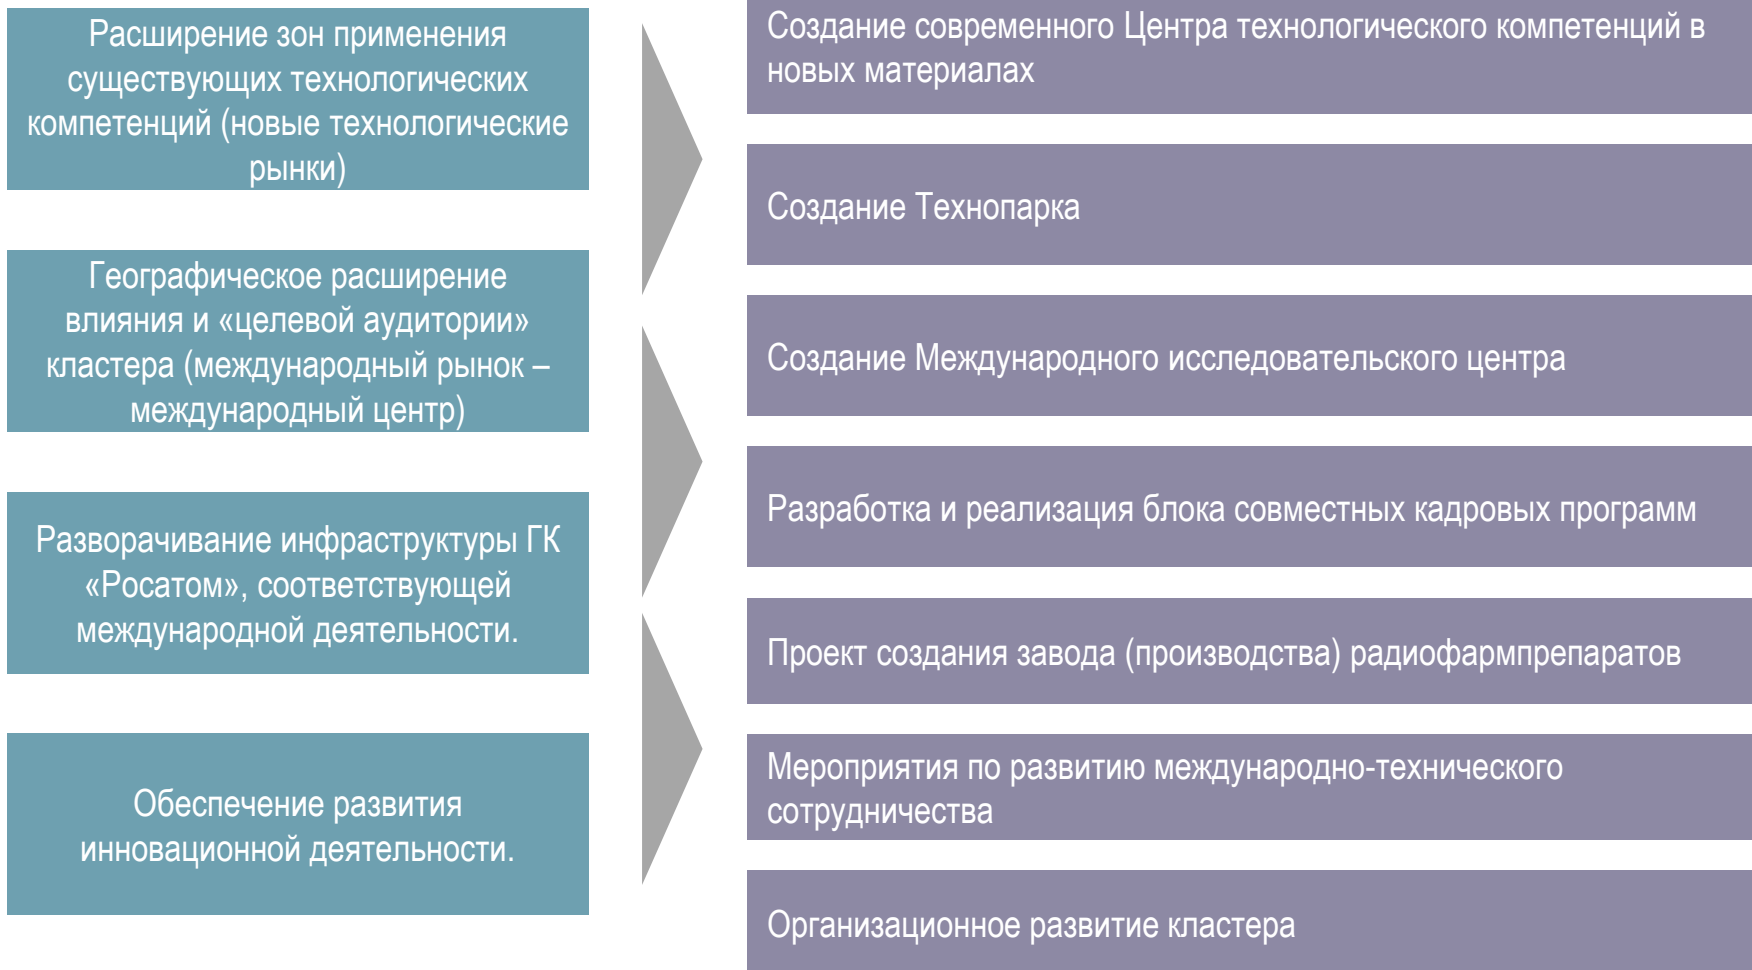 Расширение зон применения
существующих технологических
компетенций (новые технологические
рынки)
Географическое расширение
влияния и «целевой аудитории»
кластера (международный рынок –
международный центр)
Разворачивание инфраструктуры ГК
«Росатом», соответствующей
международной деятельности.
Обеспечение развития
инновационной деятельности.
Создание современного Центра технологического компетенций в
новых материалах
Создание Технопарка
Создание Международного исследовательского центра
Разработка и реализация блока совместных кадровых программ
Проект создания завода (производства) радиофармпрепаратов
Мероприятия по развитию международно-технического
сотрудничества
Организационное развитие кластера